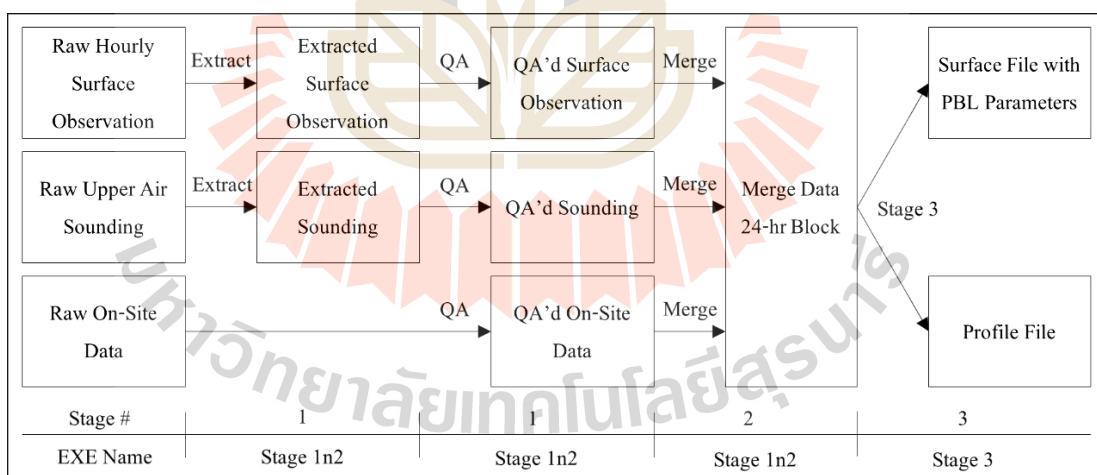 Raw Hourly
Surface
Observation
Extract
Extracted
Surface
Observation
QA
QA'd Surface
Observation
Merge
Surface File with
PBL Parameters
Raw Upper Air
Sounding
Extract
Extracted
Sounding
QA
QA'd Sounding
Merge
Merge Data
24-hr Block
Stage 3
Raw On-Site
Data
QA
QA'd On-Site
Data
Merge
Profile File
มหาวิทยาลัยเทคโนโลยีสุรนารี
Stage # 1 1 2 3
EXE Name Stage 1n2 Stage 1n2 Stage 1n2 Stage 3